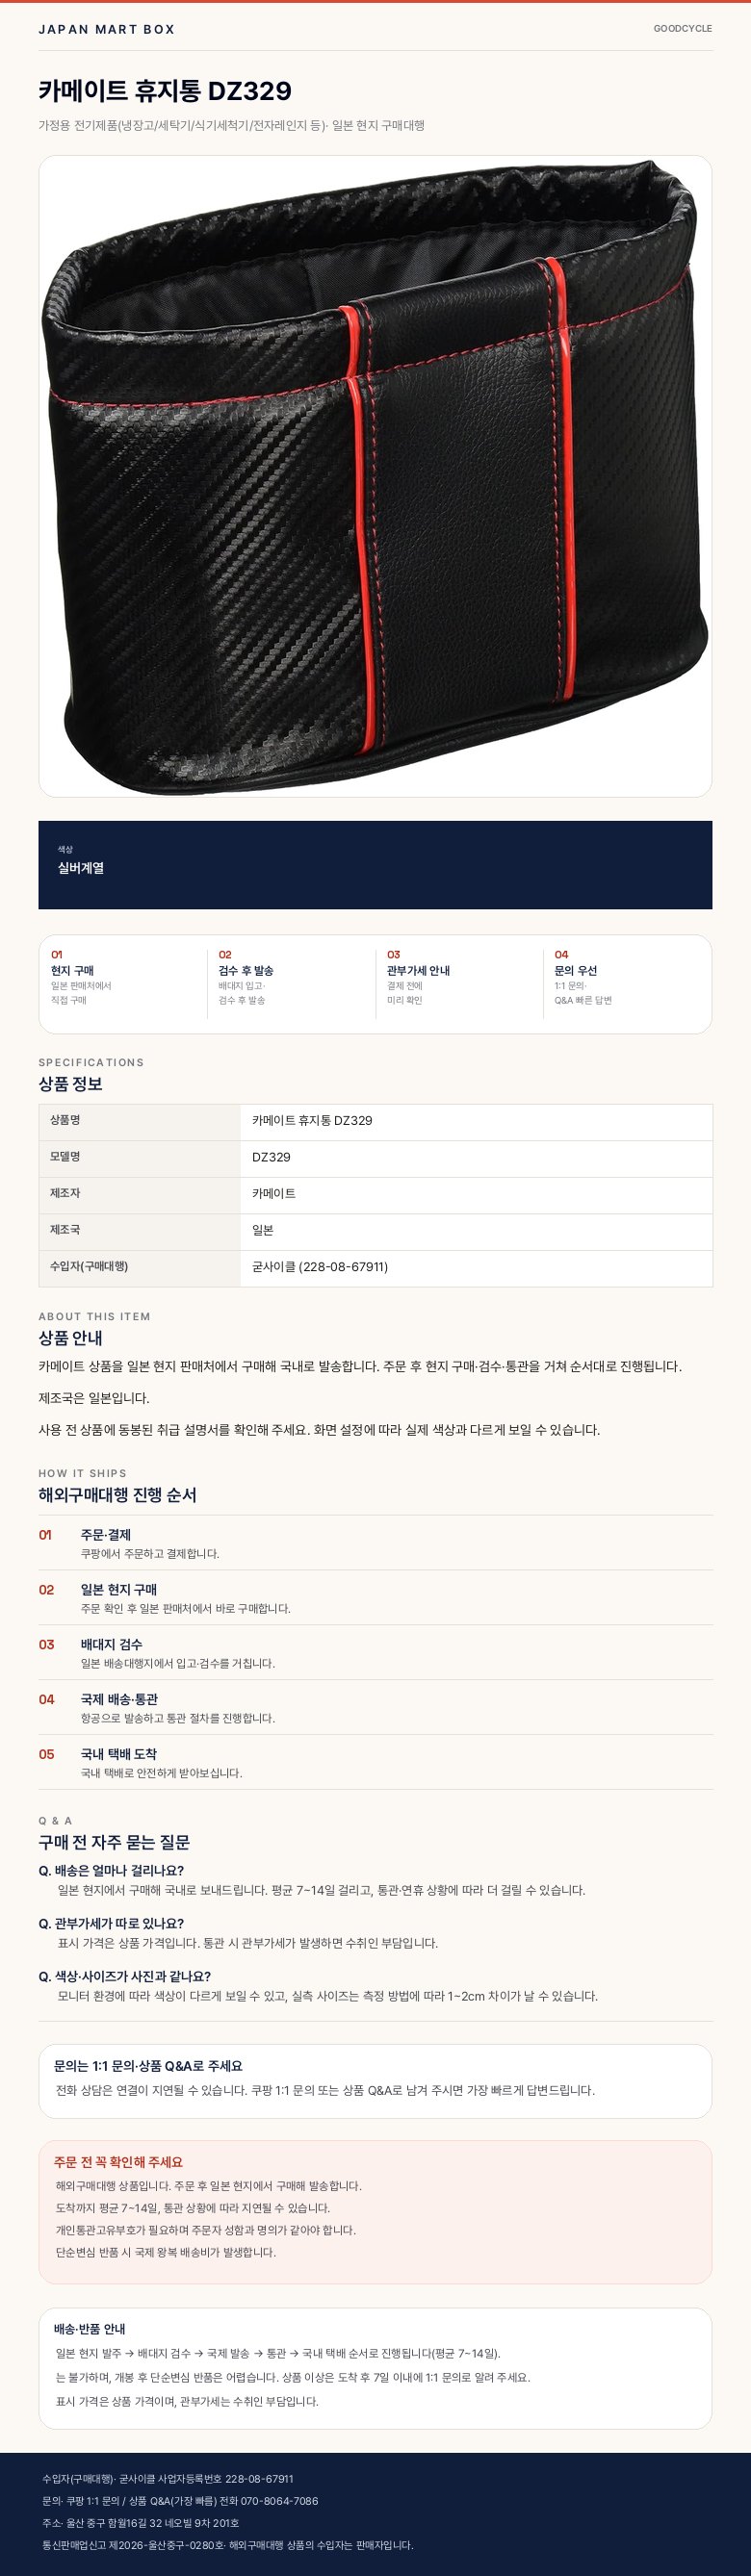 JAPAN MART BOX
GOODCYCLE
카메이트 휴지통 DZ329
가정용 전기제품(냉장고/세탁기/식기세척기/전자레인지 등)· 일본 현지 구매대행
색상
실버계열
01
현지 구매
일본 판매처에서
직접 구매
02
검수 후 발송
배대지 입고·
검수 후 발송
03
관부가세 안내
결제 전에
미리 확인
04
문의 우선
1:1 문의·
Q&A 빠른 답변
SPECIFICATIONS
상품 정보
상품명 카메이트 휴지통 DZ329
모델명 DZ329
제조자 카메이트
제조국 일본
수입자(구매대행) 굳사이클 (228-08-67911)
ABOUT THIS ITEM
상품 안내
카메이트 상품을 일본 현지 판매처에서 구매해 국내로 발송합니다. 주문 후 현지 구매·검수·통관을 거쳐 순서대로 진행됩니다.
제조국은 일본입니다.
사용 전 상품에 동봉된 취급 설명서를 확인해 주세요. 화면 설정에 따라 실제 색상과 다르게 보일 수 있습니다.
HOW IT SHIPS
해외구매대행 진행 순서
01 주문·결제
쿠팡에서 주문하고 결제합니다.
02 일본 현지 구매
주문 확인 후 일본 판매처에서 바로 구매합니다.
03 배대지 검수
일본 배송대행지에서 입고·검수를 거칩니다.
04 국제 배송·통관
항공으로 발송하고 통관 절차를 진행합니다.
05 국내 택배 도착
국내 택배로 안전하게 받아보십니다.
Q & A
구매 전 자주 묻는 질문
Q. 배송은 얼마나 걸리나요?
일본 현지에서 구매해 국내로 보내드립니다. 평균 7~14일 걸리고, 통관·연휴 상황에 따라 더 걸릴 수 있습니다.
Q. 관부가세가 따로 있나요?
표시 가격은 상품 가격입니다. 통관 시 관부가세가 발생하면 수취인 부담입니다.
Q. 색상·사이즈가 사진과 같나요?
모니터 환경에 따라 색상이 다르게 보일 수 있고, 실측 사이즈는 측정 방법에 따라 1~2cm 차이가 날 수 있습니다.
문의는 1:1 문의·상품 Q&A로 주세요
전화 상담은 연결이 지연될 수 있습니다. 쿠팡 1:1 문의 또는 상품 Q&A로 남겨 주시면 가장 빠르게 답변드립니다.
주문 전 꼭 확인해 주세요
해외구매대행 상품입니다. 주문 후 일본 현지에서 구매해 발송합니다.
도착까지 평균 7~14일, 통관 상황에 따라 지연될 수 있습니다.
개인통관고유부호가 필요하며 주문자 성함과 명의가 같아야 합니다.
단순변심 반품 시 국제 왕복 배송비가 발생합니다.
배송·반품 안내
일본 현지 발주 → 배대지 검수 → 국제 발송 → 통관 → 국내 택배 순서로 진행됩니다(평균 7~14일).
는 불가하며, 개봉 후 단순변심 반품은 어렵습니다. 상품 이상은 도착 후 7일 이내에 1:1 문의로 알려 주세요.
표시 가격은 상품 가격이며, 관부가세는 수취인 부담입니다.
수입자(구매대행)· 굳사이클 사업자등록번호 228-08-67911
문의· 쿠팡 1:1 문의 / 상품 Q&A(가장 빠름) 전화 070-8064-7086
주소· 울산 중구 함월16길 32 네오빌 9차 201호
통신판매업신고 제2026-울산중구-0280호· 해외구매대행 상품의 수입자는 판매자입니다.